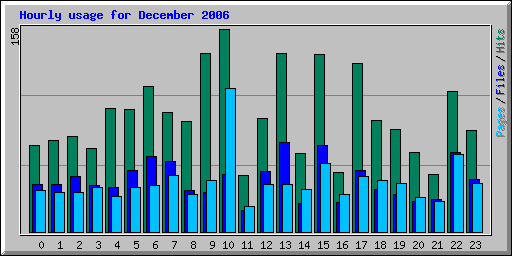 Hourly usage for December 2006
158
Pages / Files / Hits
0 1 2 3 4 5 6 7 8 9 10 11 12 13 14 15 16 17 18 19 20 21 22 23